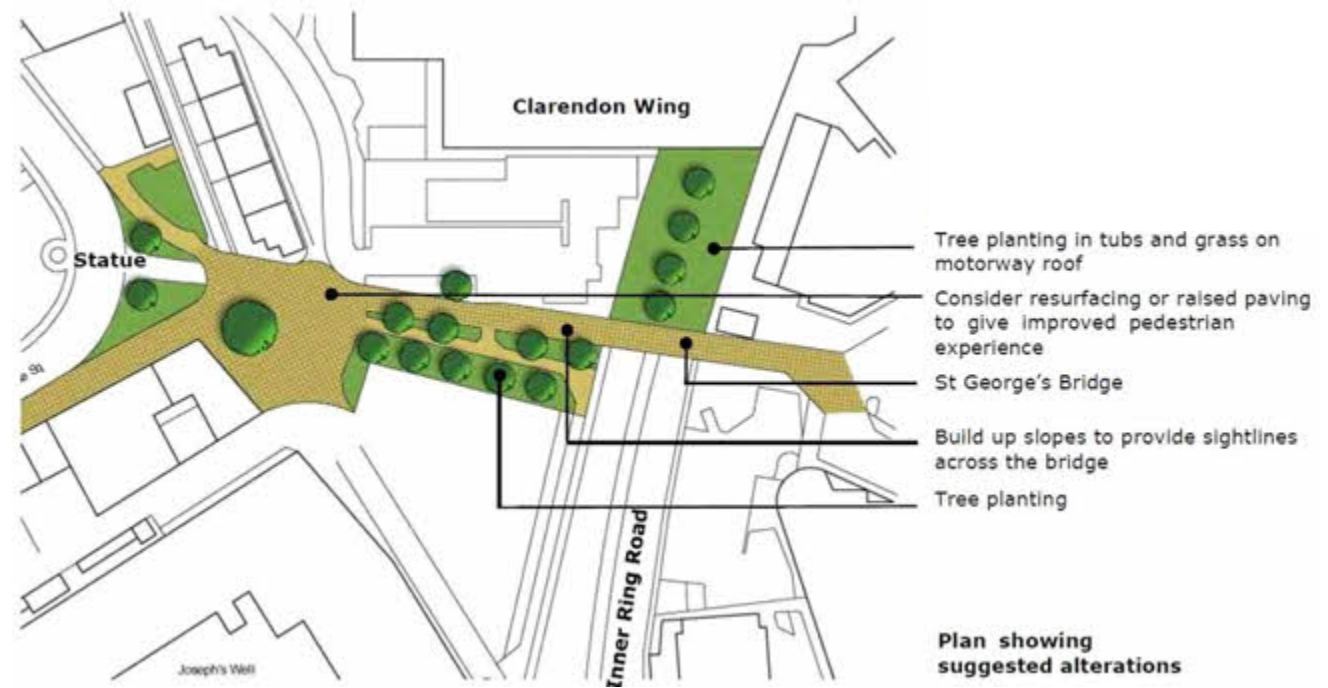 Clarendon Wing
Statue
Tree planting in tubs and grass on
motorway roof
Consider resurfacing or raised paving
to give improved pedestrian
experience
St George's Bridge
Build up slopes to provide sightlines
across the bridge
Tree planting
Inner Ring Road
Joseph's Well
Plan showing
suggested alterations